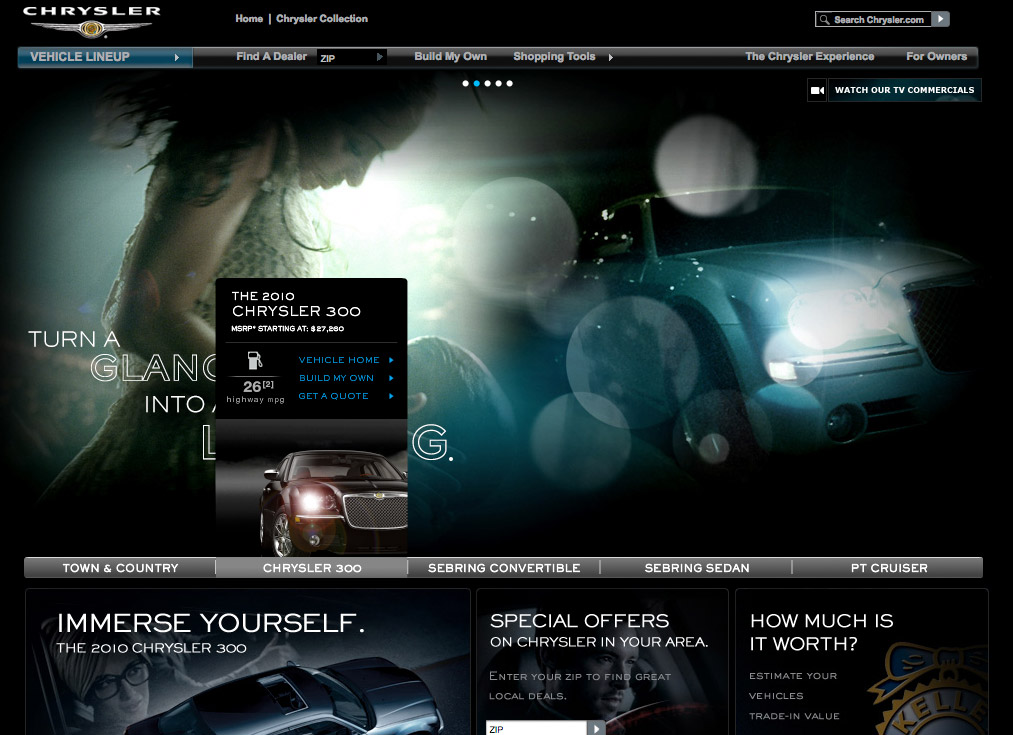 CHRYSLER
Home | Chrysler Collection
Search Chrysler.com
VEHICLE LINEUP
Find A Dealer
ZIP
Build My Own
Shopping Tools
The Chrysler Experience
For Owners
WATCH OUR TV COMMERCIALS
TURN A
GLANC
INTO A
L
G.
THE 2010
CHRYSLER 300
MSRP* STARTING AT: $27,260
26[2]
highway mpg
VEHICLE HOME
BUILD MY OWN
GET A QUOTE
TOWN & COUNTRY
CHRYSLER 300
SEBRING CONVERTIBLE
SEBRING SEDAN
PT CRUISER
IMMERSE YOURSELF.
THE 2010 CHRYSLER 300
SPECIAL OFFERS
ON CHRYSLER IN YOUR AREA.
ENTER YOUR ZIP TO FIND GREAT
LOCAL DEALS.
ZIP
HOW MUCH IS
IT WORTH?
ESTIMATE YOUR
VEHICLES
TRADE-IN VALUE
KELLE